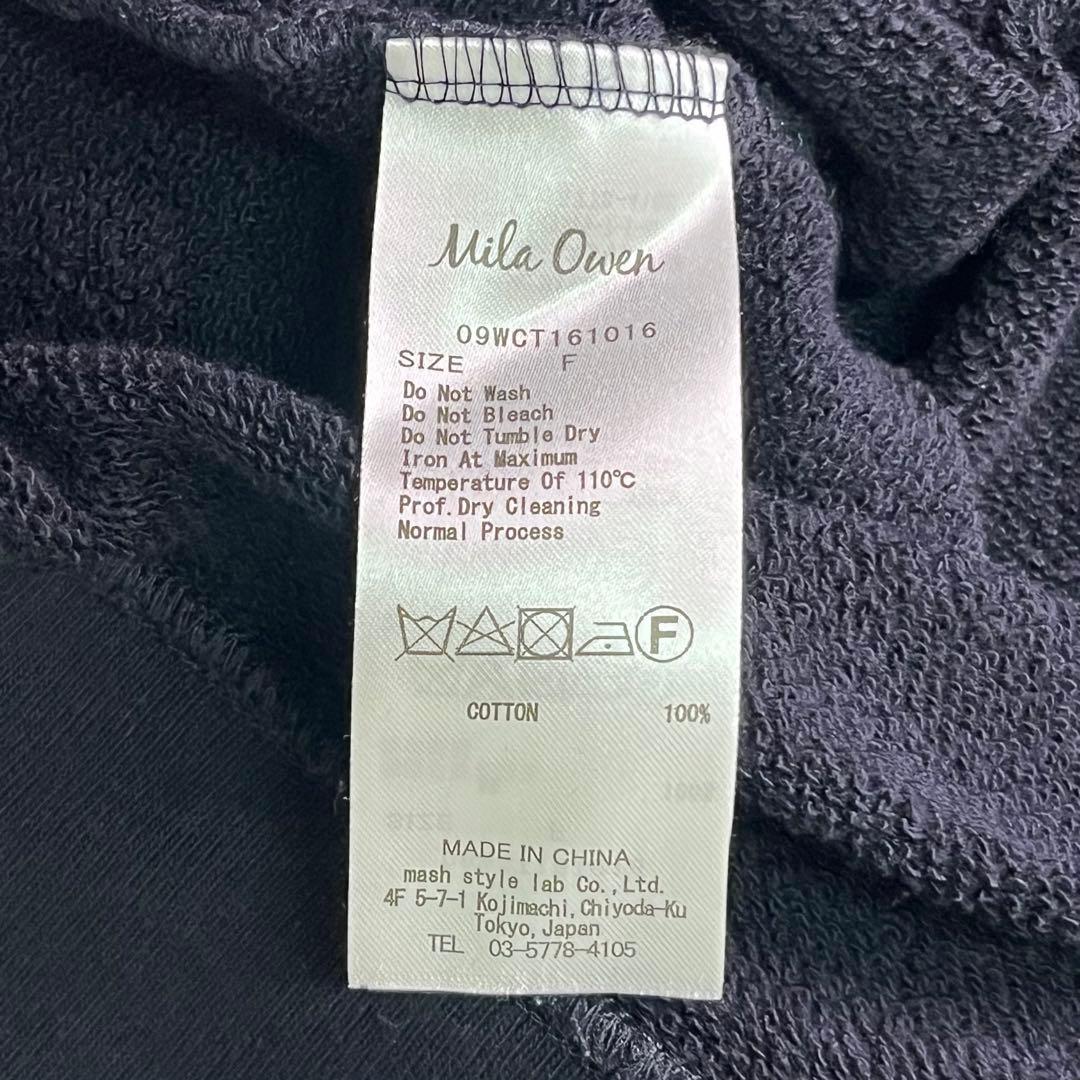 Mila Owen
09WCT161016
SIZE F
Do Not Wash
Do Not Bleach
Do Not Tumble Dry
Iron At Maximum
Temperature Of 110℃
Prof. Dry Cleaning
Normal Process
F
COTTON 100%
MADE IN CHINA
mash style lab Co., Ltd.
4F 5-7-1 Kojimachi, Chiyoda-Ku
Tokyo, Japan
TEL 03-5778-4105